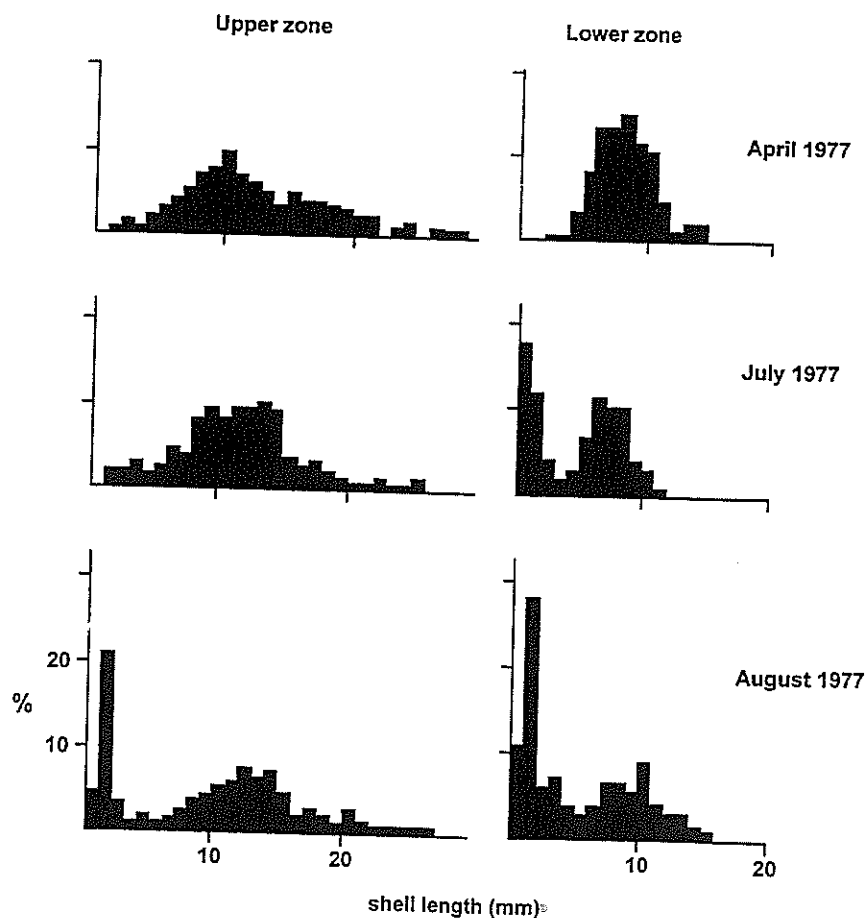 Upper zone
Lower zone
April 1977
July 1977
August 1977
20
%
10
10
20
10
20
shell length (mm)